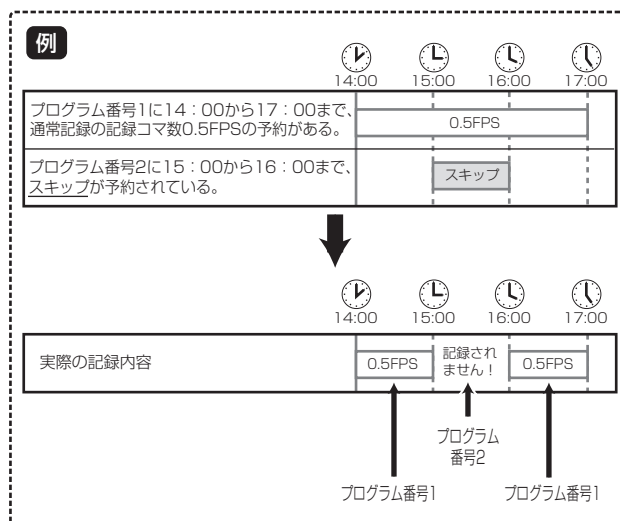 例
14:00 15:00 16:00 17:00
プログラム番号1に14：00から17：00まで、
通常記録の記録コマ数0.5FPSの予約がある。
0.5FPS
プログラム番号2に15：00から16：00まで、
スキップが予約されている。
スキップ
14:00 15:00 16:00 17:00
実際の記録内容
0.5FPS
記録され
ません！
0.5FPS
プログラム
番号2
プログラム番号1
プログラム番号1